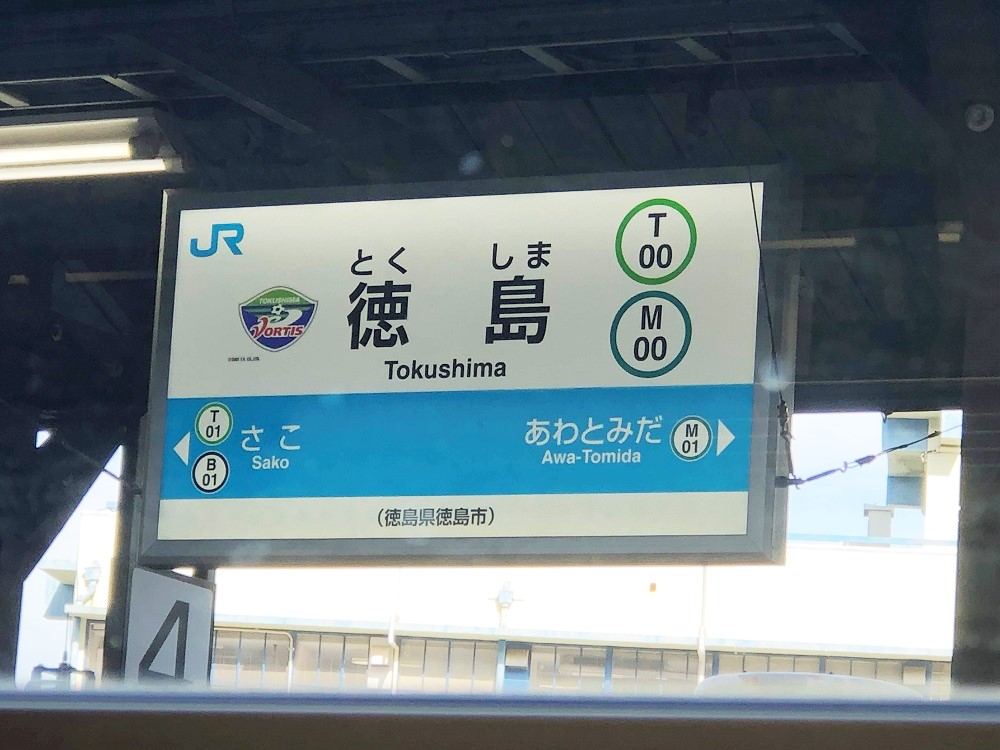 JR
とく しま
徳島
Tokushima
T
00
M
00
TOKUSHIMA
VORTIS
T
01
B
01
さこ
Sako
あわとみだ
Awa-Tomida
M
01
(徳島県徳島市)
4